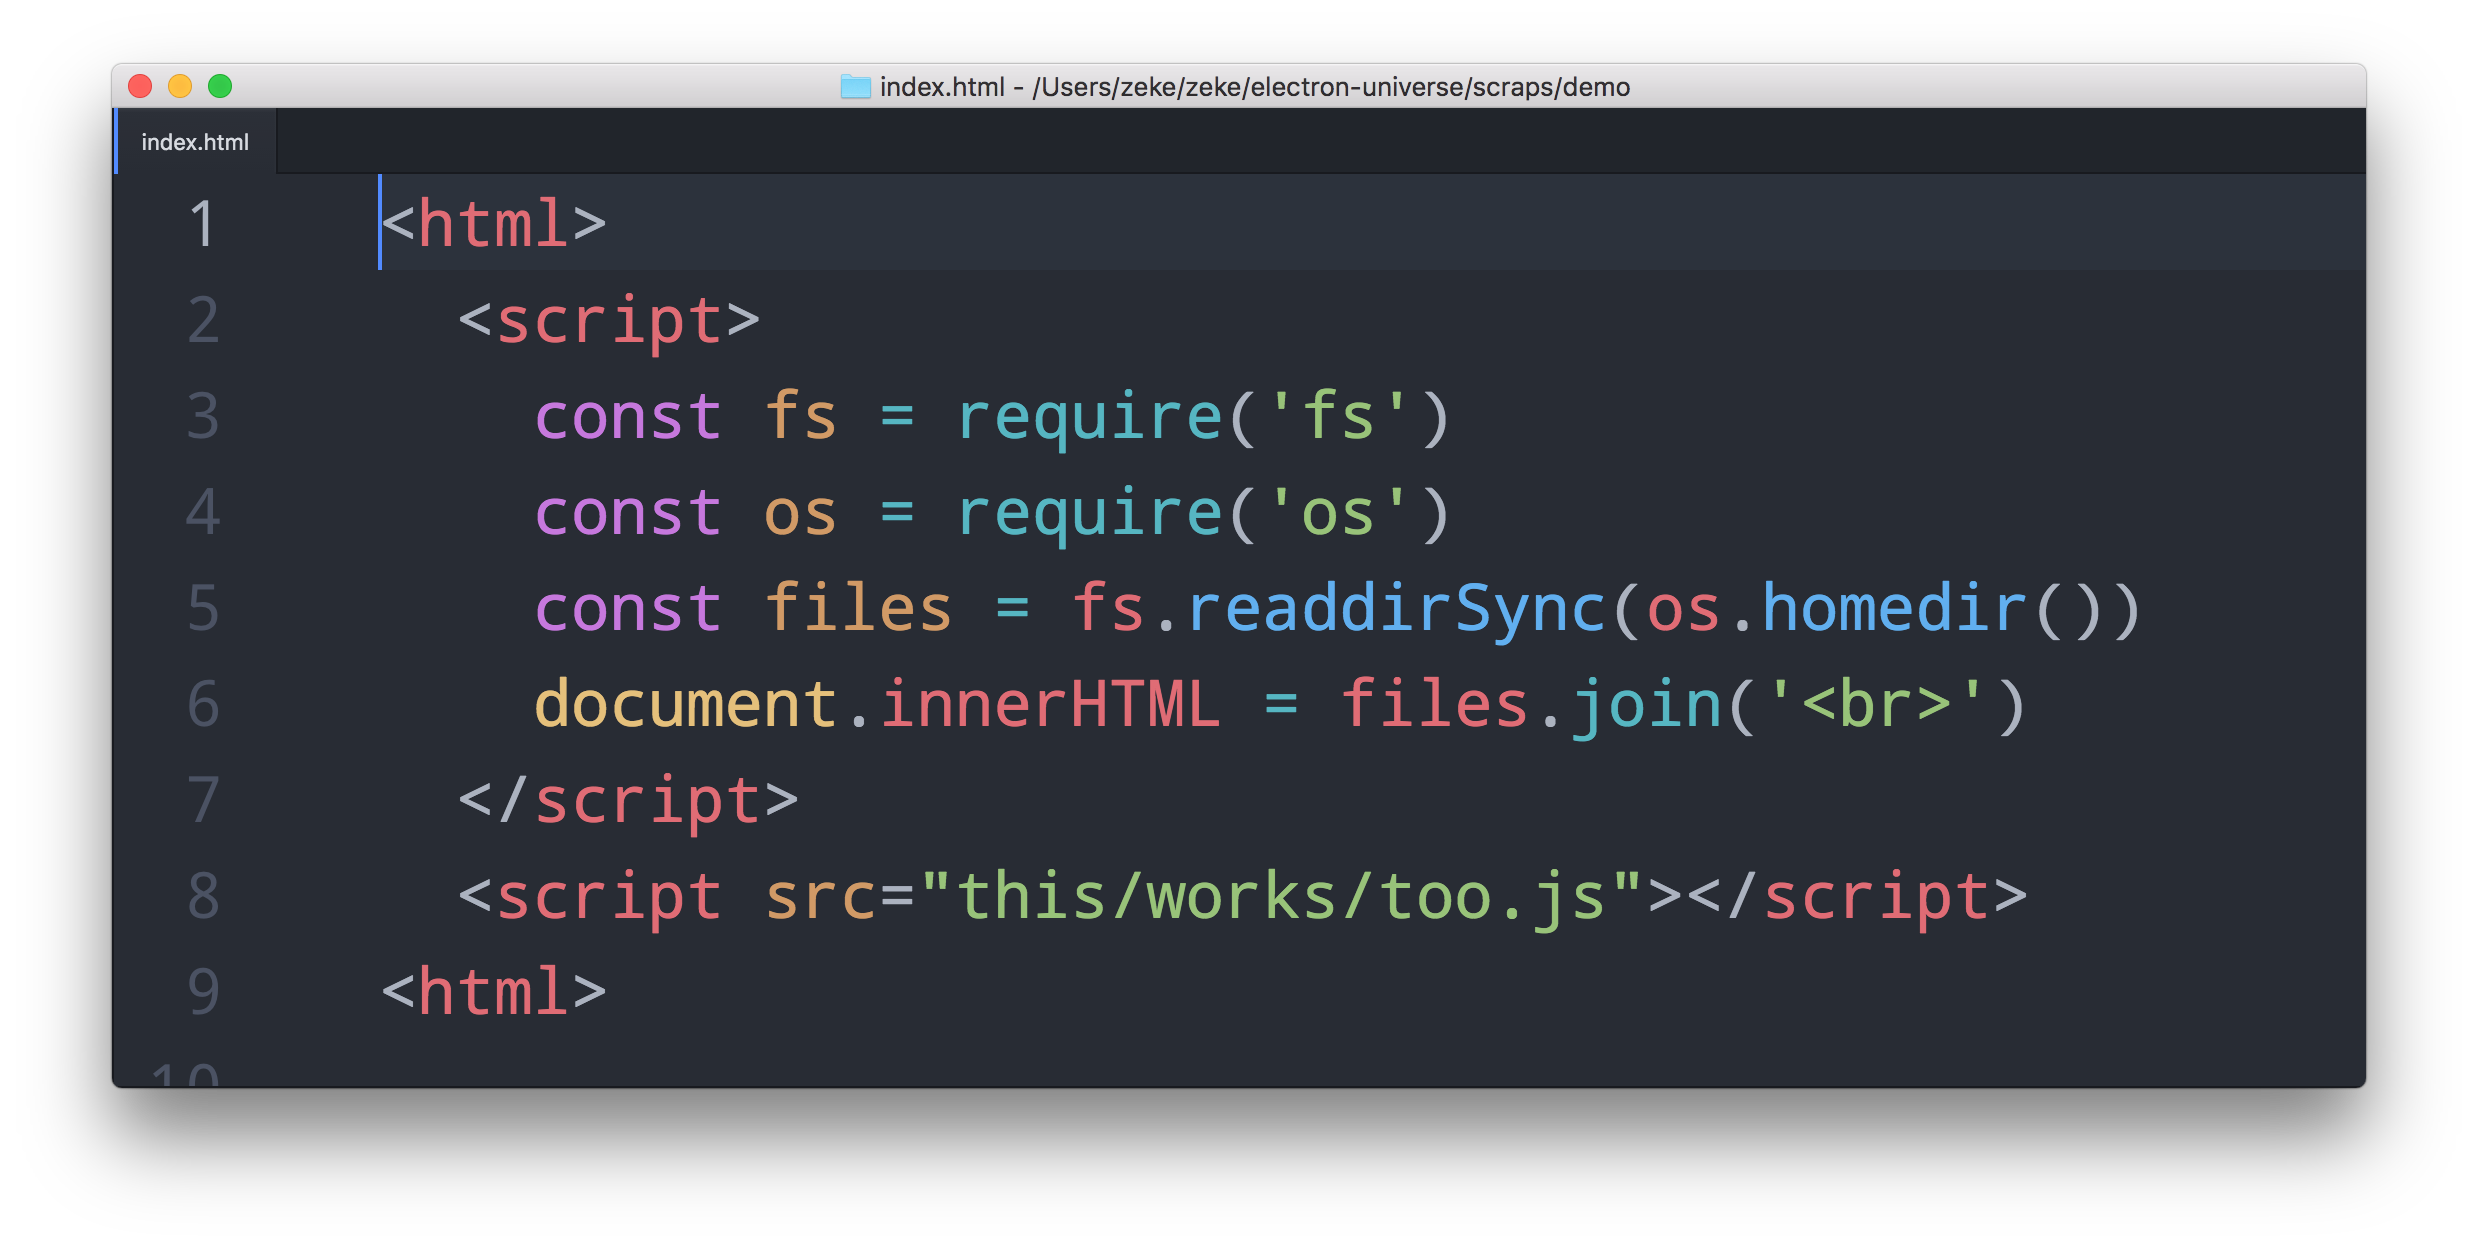 index.html - /Users/zeke/zeke/electron-universe/scraps/demo
index.html
1 <html>
2   <script>
3     const fs = require('fs')
4     const os = require('os')
5     const files = fs.readdirSync(os.homedir())
6     document.innerHTML = files.join('<br>')
7   </script>
8   <script src="this/works/too.js"></script>
9 <html>
10